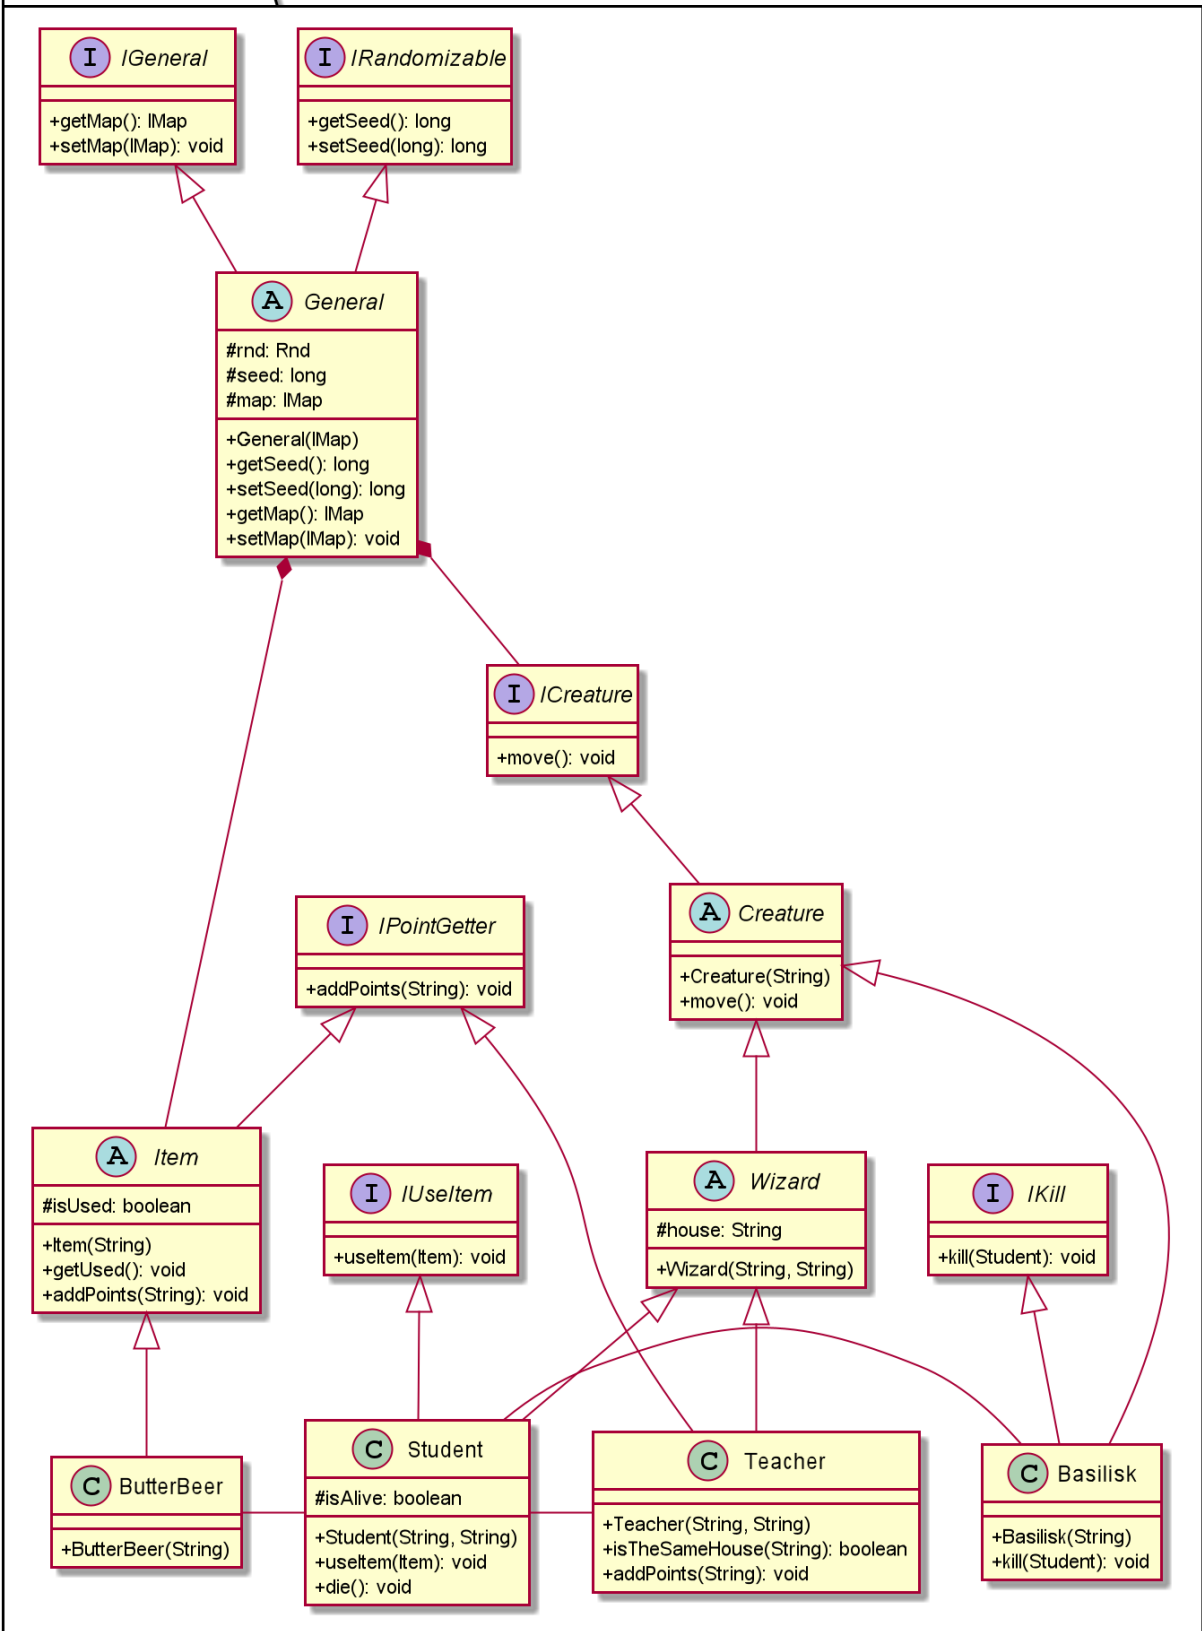 I IGeneral
+getMap(): IMap
+setMap(IMap): void
I IRandomizable
+getSeed(): long
+setSeed(long): long
A General
#rnd: Rnd
#seed: long
#map: IMap
+General(IMap)
+getSeed(): long
+setSeed(long): long
+getMap(): IMap
+setMap(IMap): void
I ICreature
+move(): void
A Creature
+Creature(String)
+move(): void
I IPointGetter
+addPoints(String): void
A Item
#isUsed: boolean
+Item(String)
+getUsed(): void
+addPoints(String): void
I IUseItem
+useItem(Item): void
A Wizard
#house: String
+Wizard(String, String)
I IKill
+kill(Student): void
C ButterBeer
+ButterBeer(String)
C Student
#isAlive: boolean
+Student(String, String)
+useItem(Item): void
+die(): void
C Teacher
+Teacher(String, String)
+isTheSameHouse(String): boolean
+addPoints(String): void
C Basilisk
+Basilisk(String)
+kill(Student): void